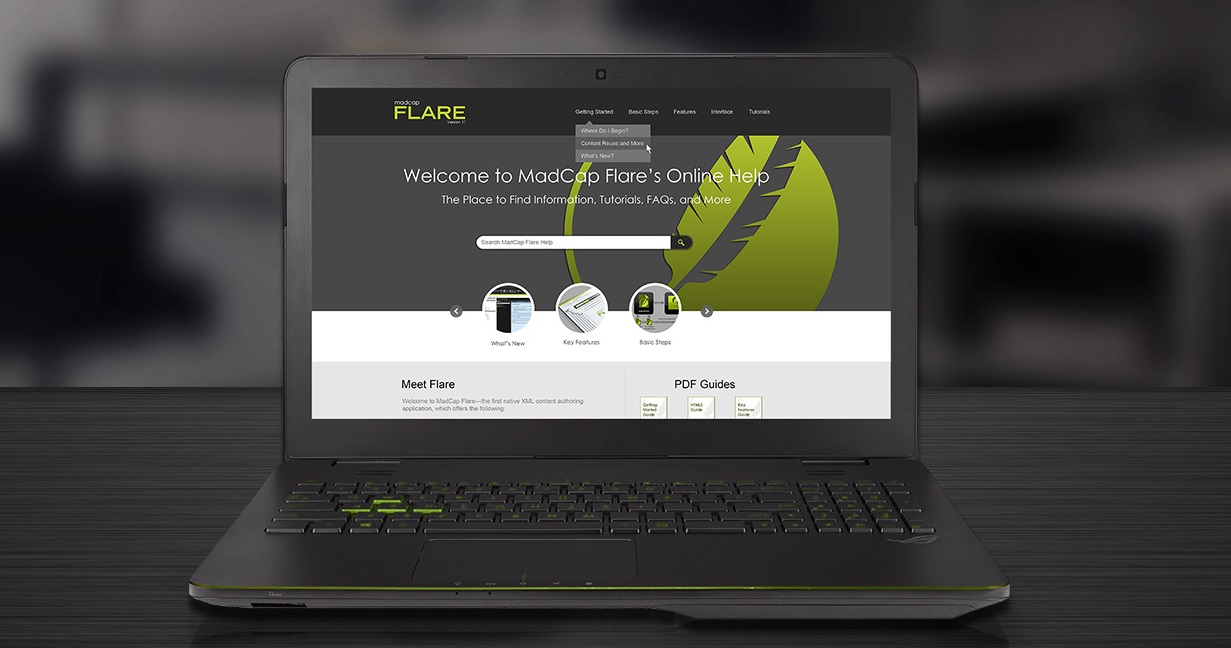 madcap
FLARE
Version 11
Getting Started
Basic Steps
Features
Interface
Tutorials
Where Do I Begin?
Content Reuse and More
What's New?
Welcome to MadCap Flare's Online Help
The Place to Find Information, Tutorials, FAQs, and More
Search MadCap Flare Help
What's New
Key Features
Basic Steps
Meet Flare
Welcome to MadCap Flare—the first native XML content authoring
application, which offers the following:
PDF Guides
Getting
Started
Guide
HTML5
Guide
Key
Features
Guide